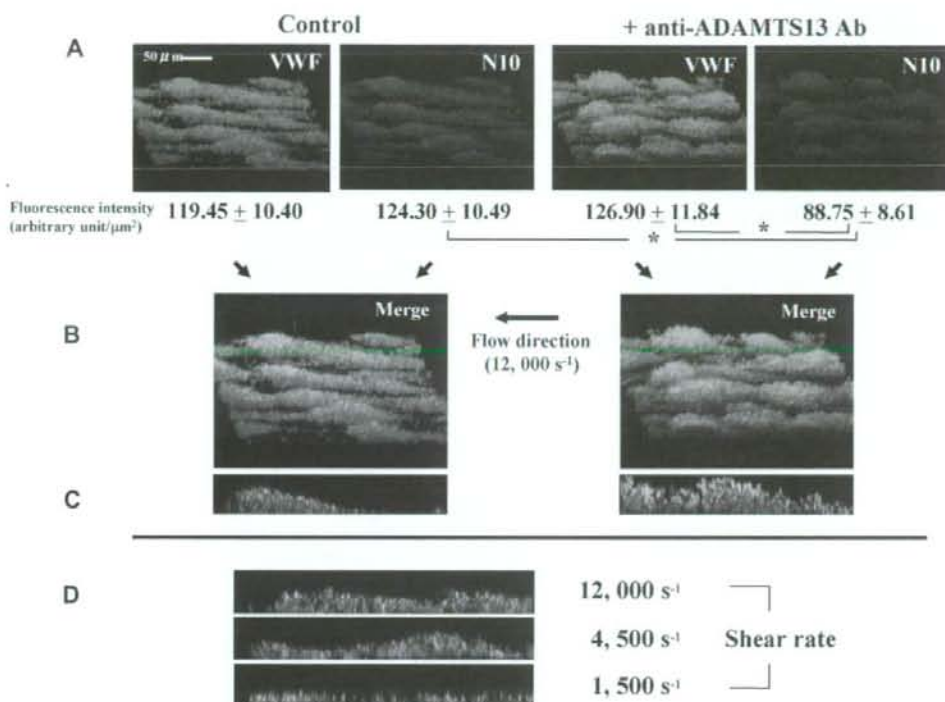 Control
+ anti-ADAMTS13 Ab
A
50 μm
VWF
N10
VWF
N10
Fluorescence intensity
(arbitrary unit/μm²)
119.45 ± 10.40
124.30 ± 10.49
126.90 ± 11.84
88.75 ± 8.61
*
*
B
Merge
Flow direction
(12, 000 s⁻¹)
Merge
C
D
12, 000 s⁻¹
4, 500 s⁻¹
Shear rate
1, 500 s⁻¹